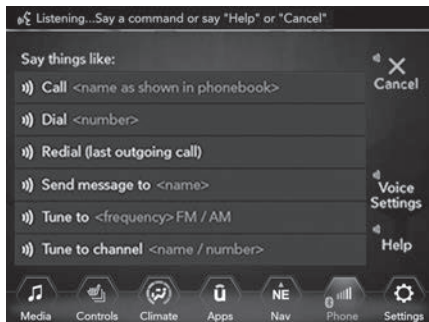 Listening...Say a command or say "Help" or "Cancel"
Say things like:
Cancel
Call <name as shown in phonebook>
Dial <number>
Redial (last outgoing call)
Send message to <name>
Voice
Settings
Tune to <frequency> FM / AM
Tune to channel <name / number>
Help
û
NE
Media Controls Climate Apps Nav Phone Settings